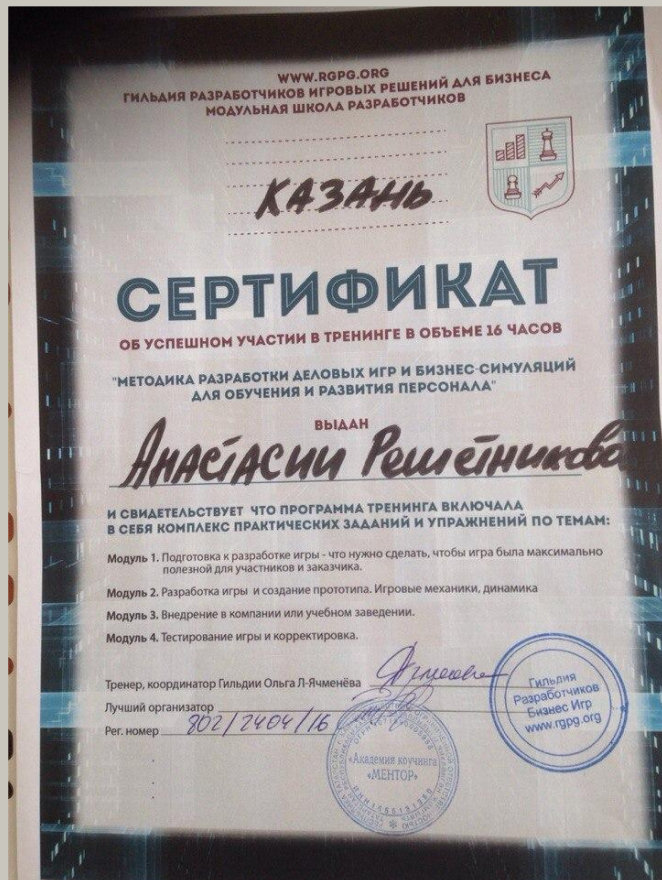 WWW.RGPG.ORG
ГИЛЬДИЯ РАЗРАБОТЧИКОВ ИГРОВЫХ РЕШЕНИЙ ДЛЯ БИЗНЕСА
МОДУЛЬНАЯ ШКОЛА РАЗРАБОТЧИКОВ
КАЗАНЬ
СЕРТИФИКАТ
ОБ УСПЕШНОМ УЧАСТИИ В ТРЕНИНГЕ В ОБЪЕМЕ 16 ЧАСОВ
"МЕТОДИКА РАЗРАБОТКИ ДЕЛОВЫХ ИГР И БИЗНЕС-СИМУЛЯЦИЙ
ДЛЯ ОБУЧЕНИЯ И РАЗВИТИЯ ПЕРСОНАЛА"
ВЫДАН
АНАСТАСИИ Решетникова
И СВИДЕТЕЛЬСТВУЕТ ЧТО ПРОГРАММА ТРЕНИНГА ВКЛЮЧАЛА
В СЕБЯ КОМПЛЕКС ПРАКТИЧЕСКИХ ЗАДАНИЙ И УПРАЖНЕНИЙ ПО ТЕМАМ:
Модуль 1. Подготовка к разработке игры - что нужно сделать, чтобы игра была максимально
полезной для участников и заказчика.
Модуль 2. Разработка игры и создание прототипа. Игровые механики, динамика
Модуль 3. Внедрение в компании или учебном заведении.
Модуль 4. Тестирование игры и корректировка.
Тренер, координатор Гильдии Ольга Л-Ячменёва
Лучший организатор
Рег. номер 802/2404/16
Гильдия
Разработчиков
Бизнес Игр
www.rgpg.org
«Академия коучинга
«МЕНТОР»